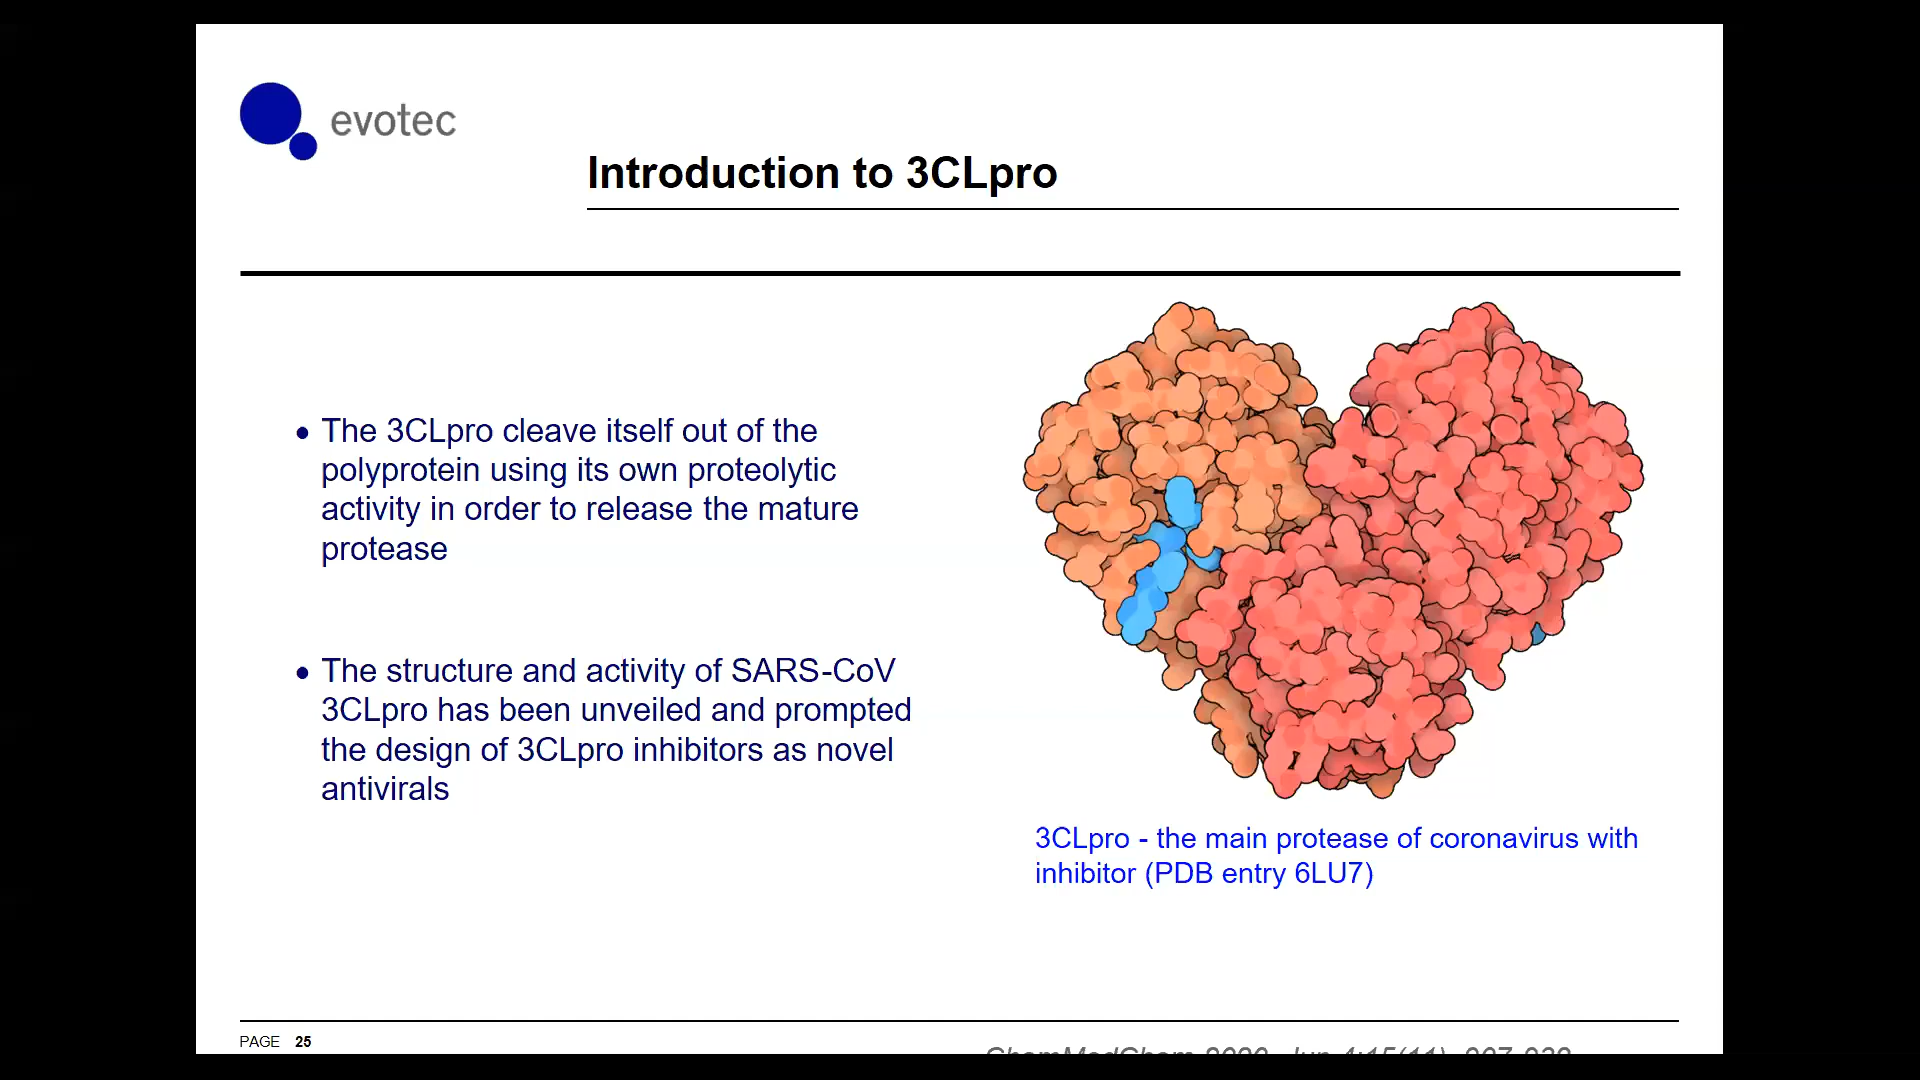 evotec
Introduction to 3CLpro
The 3CLpro cleave itself out of the
polyprotein using its own proteolytic
activity in order to release the mature
protease
The structure and activity of SARS-CoV
3CLpro has been unveiled and prompted
the design of 3CLpro inhibitors as novel
antivirals
3CLpro - the main protease of coronavirus with
inhibitor (PDB entry 6LU7)
PAGE 25
ChemMedChem 2020 Jun